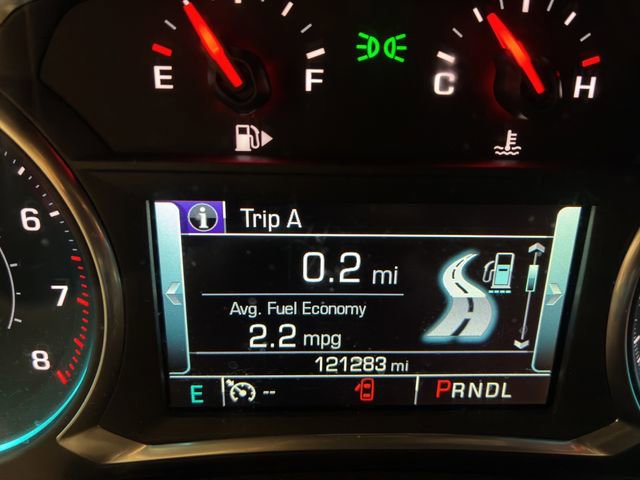 E F
C H
i Trip A
0.2 mi
6
Avg. Fuel Economy
7
2.2 mpg
8
121283 mi
E -- PRNDL